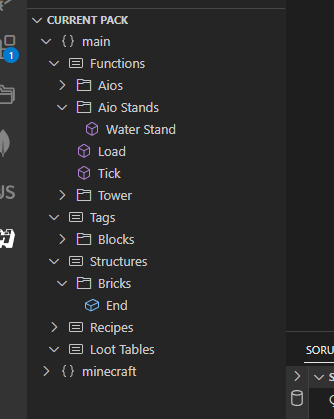 CURRENT PACK
{ } main
Functions
Aios
Aio Stands
Water Stand
Load
Tick
Tower
Tags
Blocks
Structures
Bricks
End
Recipes
Loot Tables
{ } minecraft
1
JS
SORU
S